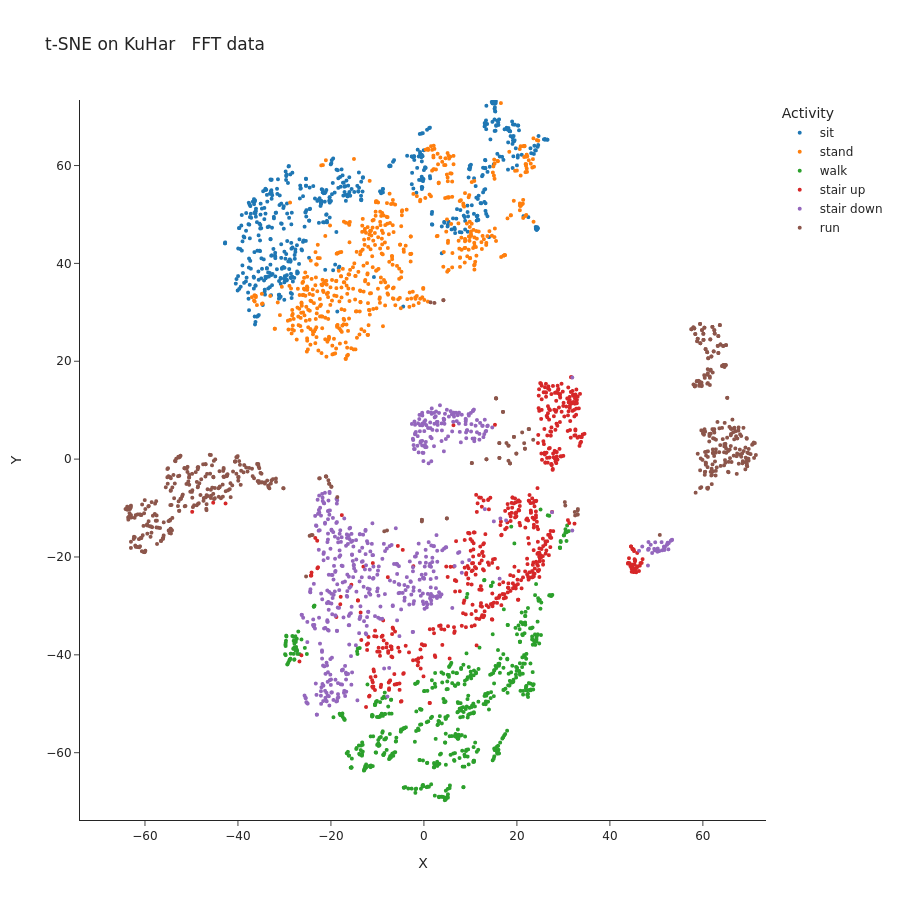 t-SNE on KuHar   FFT data
Activity
sit
stand
walk
stair up
stair down
run
Y
60
40
20
0
−20
−40
−60
−60 −40 −20 0 20 40 60
X